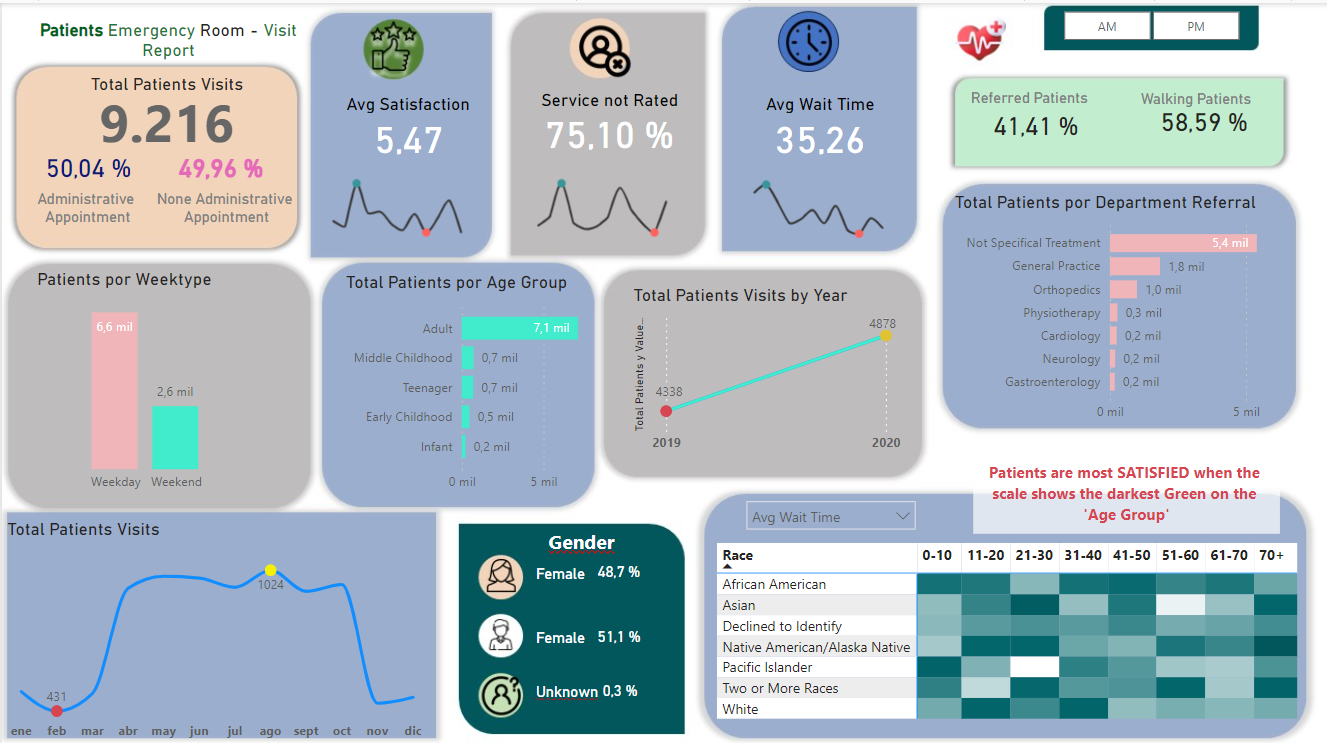 Patients Emergency Room - Visit
Report
Total Patients Visits
9.216
50,04 %
49,96 %
Administrative
Appointment
None Administrative
Appointment
Avg Satisfaction
5,47
Service not Rated
75,10 %
Avg Wait Time
35,26
AM
PM
Referred Patients
41,41 %
Walking Patients
58,59 %
Patients por Weektype
6,6 mil
2,6 mil
Weekday
Weekend
Total Patients por Age Group
Adult
7,1 mil
Middle Childhood
0,7 mil
Teenager
0,7 mil
Early Childhood
0,5 mil
Infant
0,2 mil
0 mil
5 mil
Total Patients Visits by Year
Total Patients y Value...
4338
4878
2019
2020
Total Patients por Department Referral
Not Specifical Treatment
5,4 mil
General Practice
1,8 mil
Orthopedics
1,0 mil
Physiotherapy
0,3 mil
Cardiology
0,2 mil
Neurology
0,2 mil
Gastroenterology
0,2 mil
0 mil
5 mil
Total Patients Visits
431
1024
ene feb mar abr may jun jul ago sept oct nov dic
Gender
Female 48,7 %
Female 51,1 %
Unknown 0,3 %
Patients are most SATISFIED when the
scale shows the darkest Green on the
'Age Group'
Avg Wait Time
Race 0-10 11-20 21-30 31-40 41-50 51-60 61-70 70+
African American
Asian
Declined to Identify
Native American/Alaska Native
Pacific Islander
Two or More Races
White